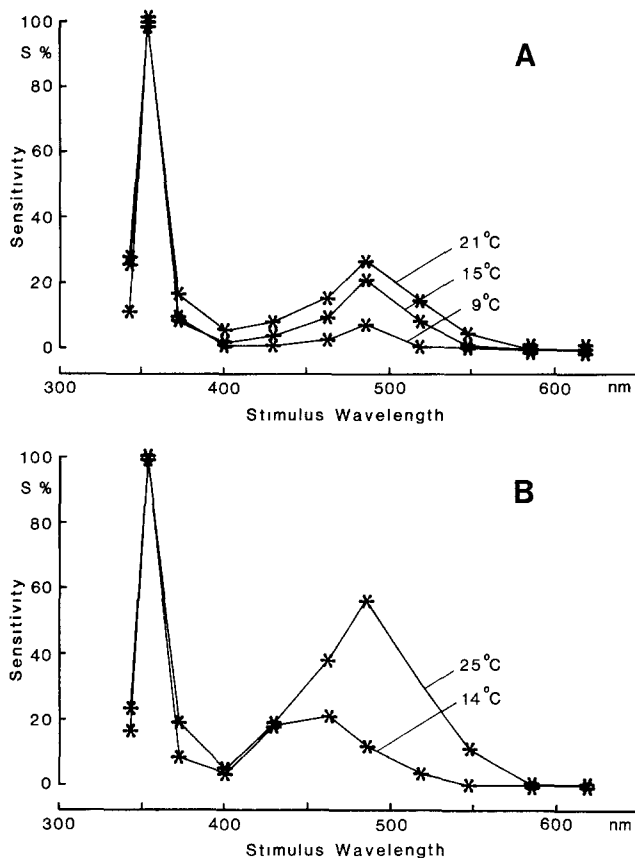 100
S %
80
60
40
20
0
Sensitivity
A
21°C
15°C
9°C
300 400 500 600 nm
Stimulus Wavelength
100
S %
80
60
40
20
0
Sensitivity
B
25°C
14°C
300 400 500 600 nm
Stimulus Wavelength